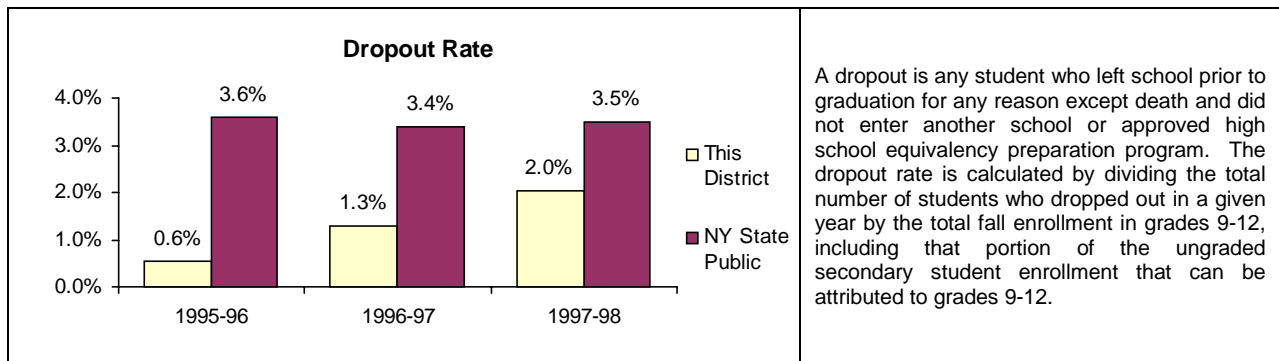 Dropout Rate
4.0%
3.0%
2.0%
1.0%
0.0%
0.6%
3.6%
1.3%
3.4%
2.0%
3.5%
1995-96
1996-97
1997-98
This
District
NY State
Public
A dropout is any student who left school prior to
graduation for any reason except death and did
not enter another school or approved high
school equivalency preparation program. The
dropout rate is calculated by dividing the total
number of students who dropped out in a given
year by the total fall enrollment in grades 9-12,
including that portion of the ungraded
secondary student enrollment that can be
attributed to grades 9-12.